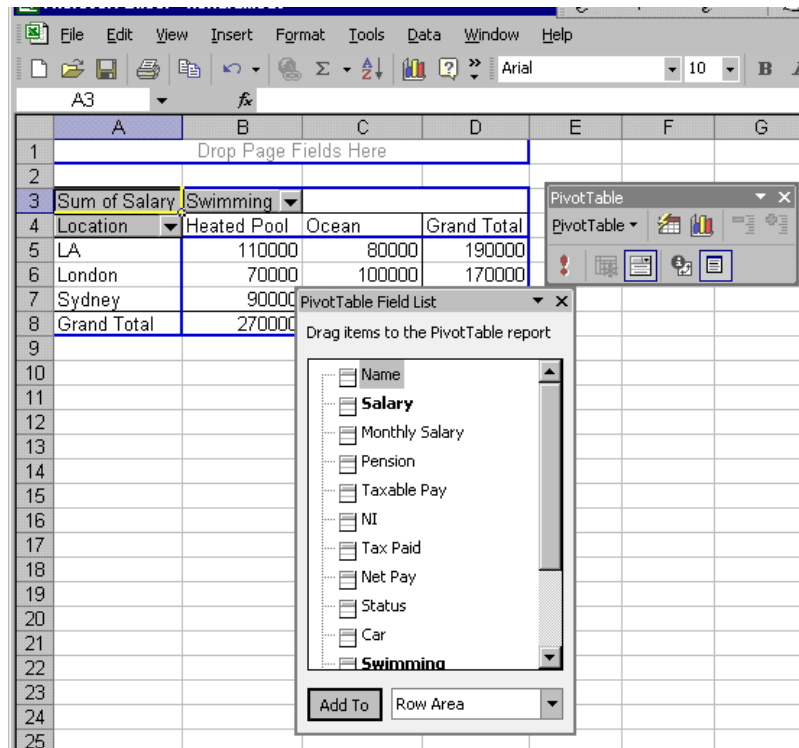 File Edit View Insert Format Tools Data Window Help
Arial 10 B
A3 fx
A B C D E F G
1 Drop Page Fields Here
2
3 Sum of Salary Swimming
4 Location Heated Pool Ocean Grand Total
5 LA 110000 80000 190000
6 London 70000 100000 170000
7 Sydney 90000
8 Grand Total 270000
9
10
11
12
13
14
15
16
17
18
19
20
21
22
23
24
25
PivotTable
PivotTable
PivotTable Field List
Drag items to the PivotTable report
Name
Salary
Monthly Salary
Pension
Taxable Pay
NI
Tax Paid
Net Pay
Status
Car
Swimming
Add To Row Area